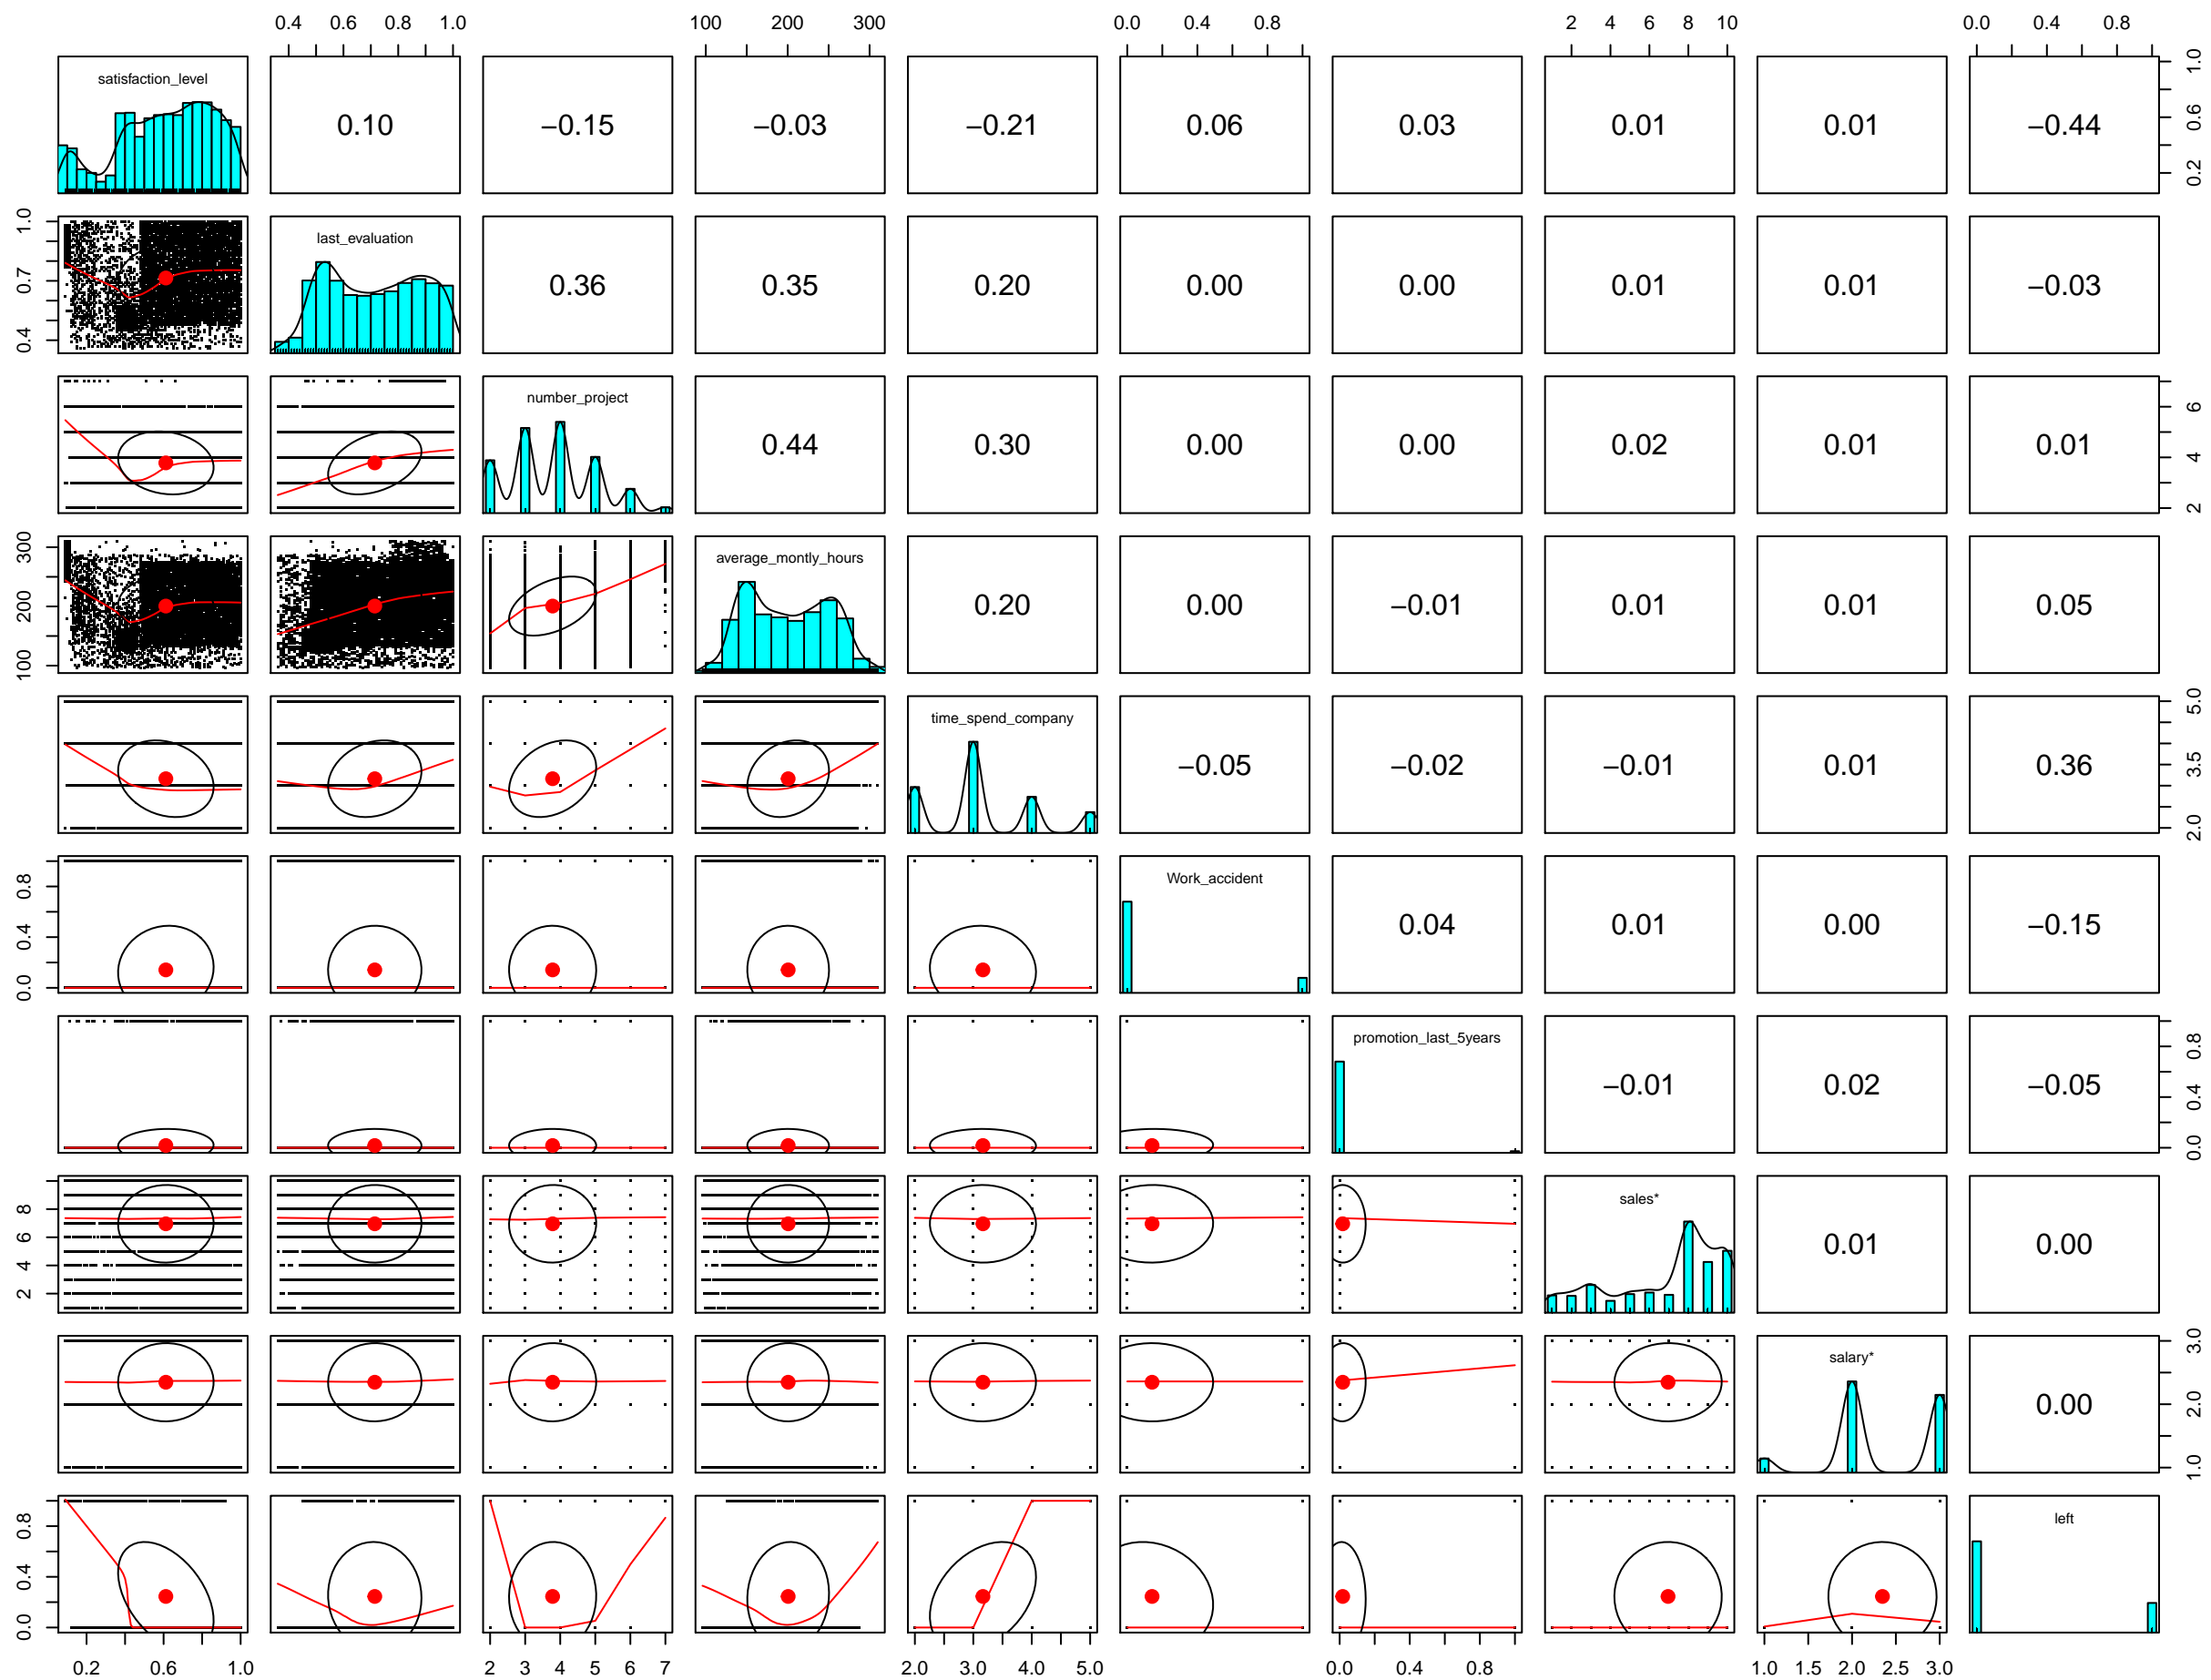 0.4 0.6 0.8 1.0 100 200 300 0.0 0.4 0.8 2 4 6 8 10 0.0 0.4 0.8
satisfaction_level
0.10 −0.15 −0.03 −0.21 0.06 0.03 0.01 0.01 −0.44
0.2 0.6 1.0
last_evaluation
0.4 0.7 1.0
0.36 0.35 0.20 0.00 0.00 0.01 0.01 −0.03
number_project
0.44 0.30 0.00 0.00 0.02 0.01 0.01
2 4 6
average_montly_hours
100 200 300
0.20 0.00 −0.01 0.01 0.01 0.05
time_spend_company
−0.05 −0.02 −0.01 0.01 0.36
2.0 3.5 5.0
Work_accident
0.0 0.4 0.8
0.04 0.01 0.00 −0.15
promotion_last_5years
−0.01 0.02 −0.05
0.0 0.4 0.8
sales*
2 4 6 8
0.01 0.00
salary*
0.00
1.0 2.0 3.0
left
0.0 0.4 0.8
0.2 0.6 1.0 2 3 4 5 6 7 2.0 3.0 4.0 5.0 0.0 0.4 0.8 1.0 1.5 2.0 2.5 3.0